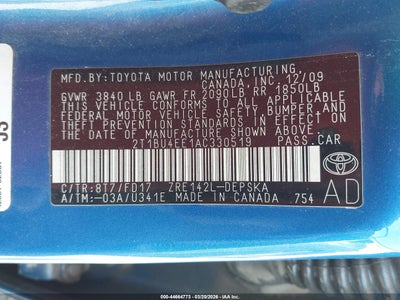 MFD.BY:TOYOTA MOTOR MANUFACTURING,
CANADA,INC. 12/09
GVWR 3840 LB GAWR FR 2090LB RR 1850LB
THIS VEHICLE CONFORMS TO ALL APPLICABLE
FEDERAL MOTOR VEHICLE SAFETY, BUMPER, AND
THEFT PREVENTION STANDARDS IN EFFECT ON THE
DATE OF MANUFACTURE SHOWN ABOVE.
2T1BU4EE1AC330519 PASS.CAR
C/TR:8T7/FD17 ZRE142L-DEPSKA
A/TM:-03A/U341E MADE IN CANADA 754
TOYOTA
AD
ID: 44664773 - 03/20/2026 - © IAA